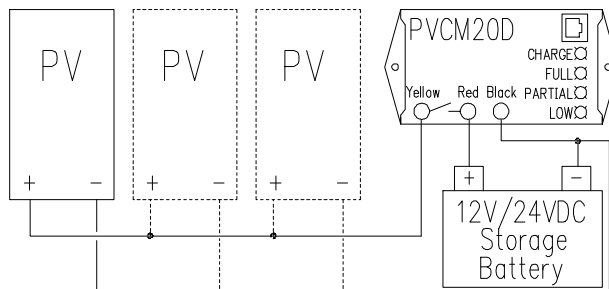 PV
PV
PV
PVCM20D
CHARGE
FULL
PARTIAL
LOW
Yellow Red Black
+ −
+ −
+ −
+ −
12V/24VDC
Storage
Battery